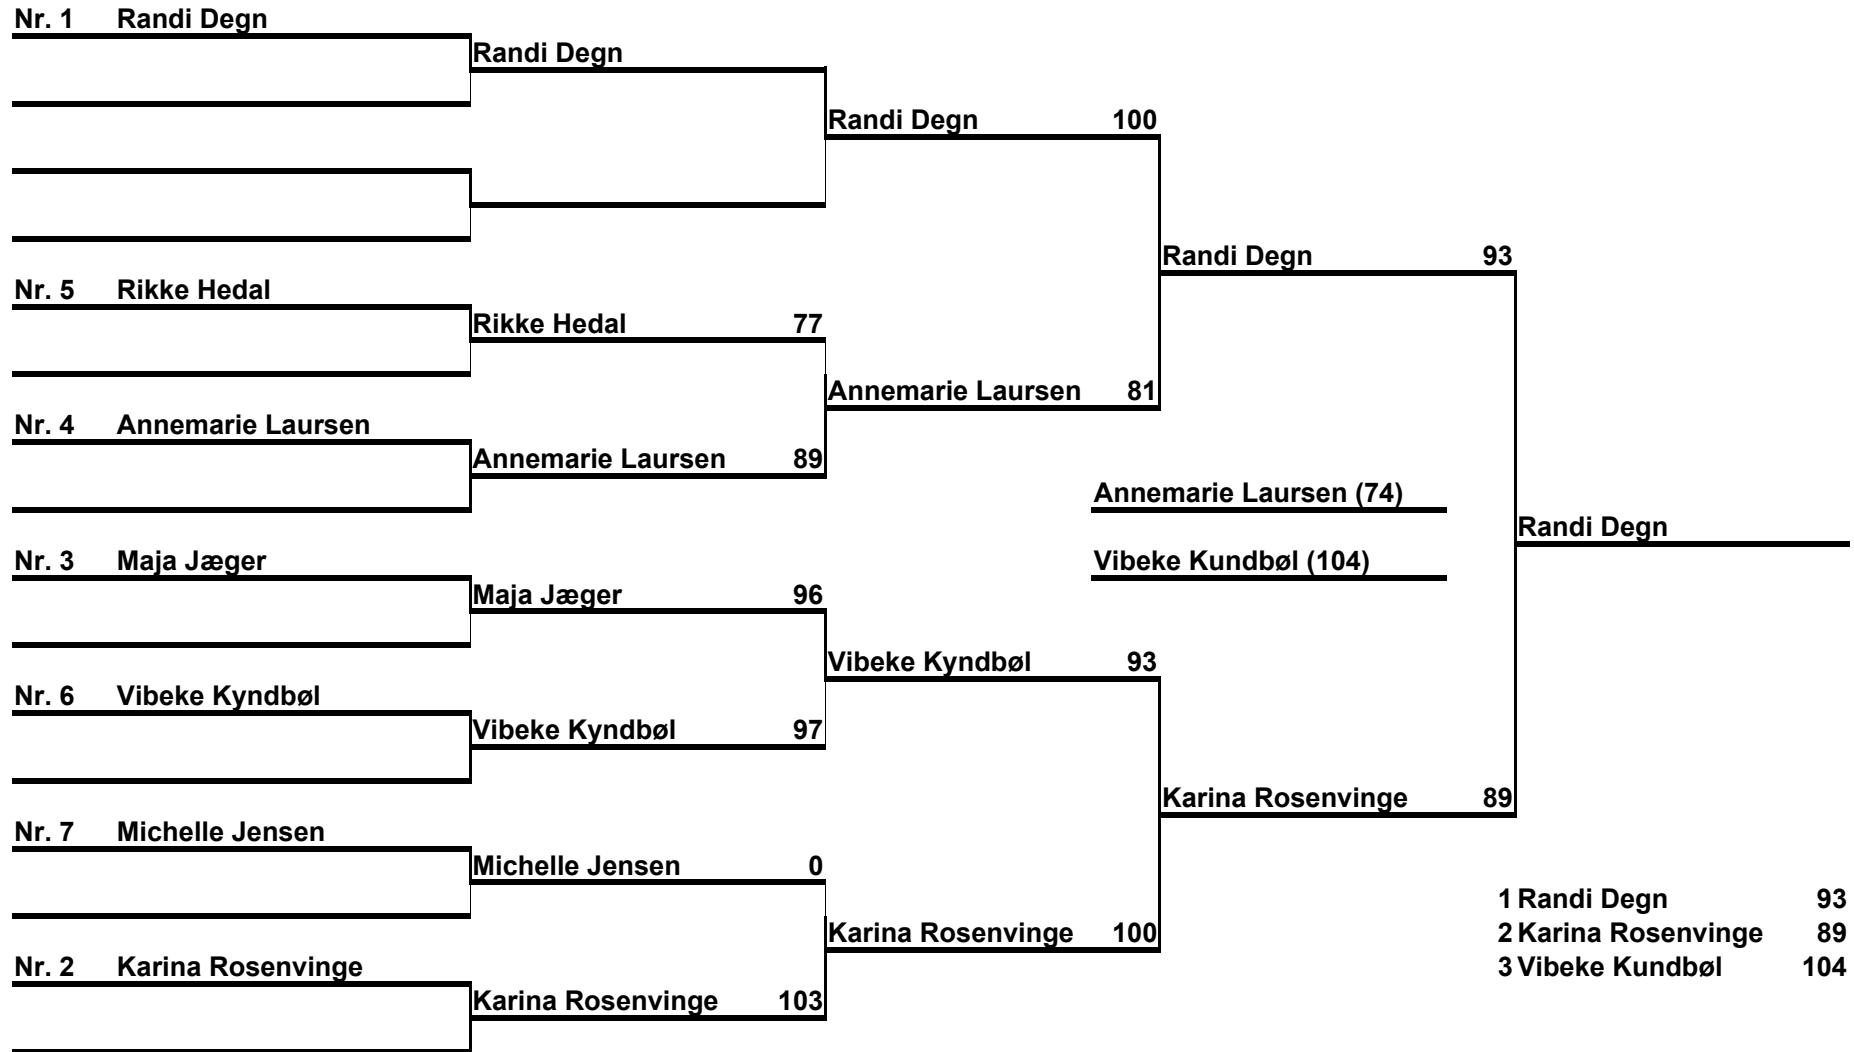 Nr. 1 Randi Degn
Randi Degn
Randi Degn 100
Randi Degn 93
Nr. 5 Rikke Hedal
Rikke Hedal 77
Annemarie Laursen 81
Nr. 4 Annemarie Laursen
Annemarie Laursen 89
Annemarie Laursen (74)
Randi Degn
Nr. 3 Maja Jæger
Vibeke Kundbøl (104)
Maja Jæger 96
Vibeke Kyndbøl 93
Nr. 6 Vibeke Kyndbøl
Vibeke Kyndbøl 97
Karina Rosenvinge 89
Nr. 7 Michelle Jensen
Michelle Jensen 0
1 Randi Degn 93
Karina Rosenvinge 100
2 Karina Rosenvinge 89
Nr. 2 Karina Rosenvinge
3 Vibeke Kundbøl 104
Karina Rosenvinge 103